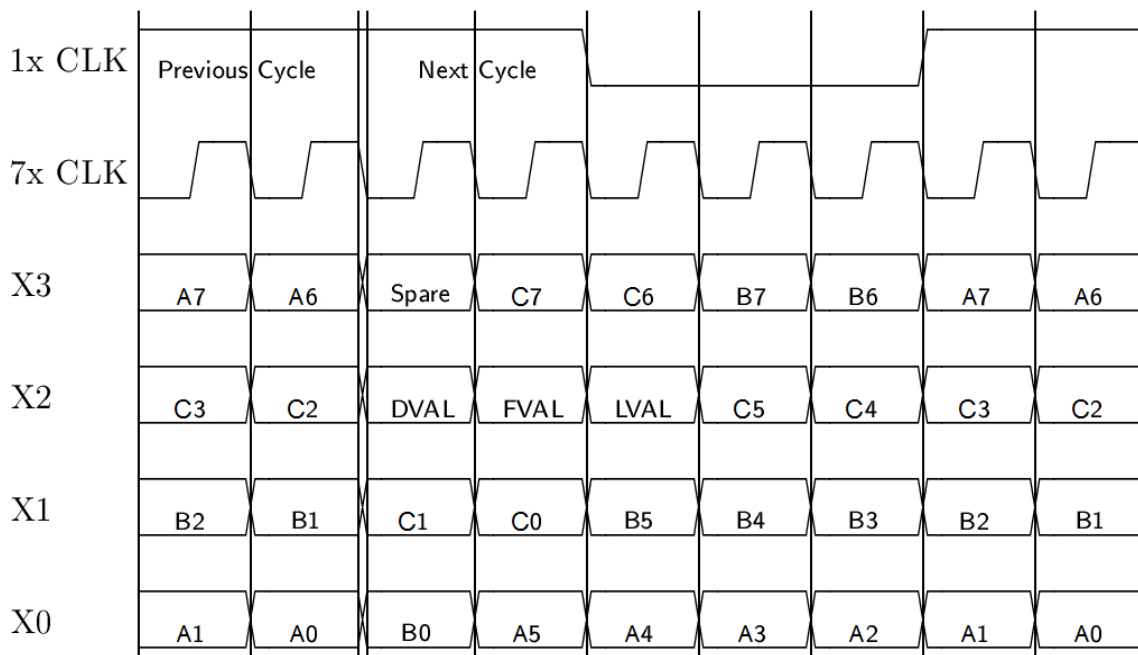 1x CLK Previous Cycle Next Cycle
7x CLK
X3 A7 A6 Spare C7 C6 B7 B6 A7 A6
X2 C3 C2 DVAL FVAL LVAL C5 C4 C3 C2
X1 B2 B1 C1 C0 B5 B4 B3 B2 B1
X0 A1 A0 B0 A5 A4 A3 A2 A1 A0